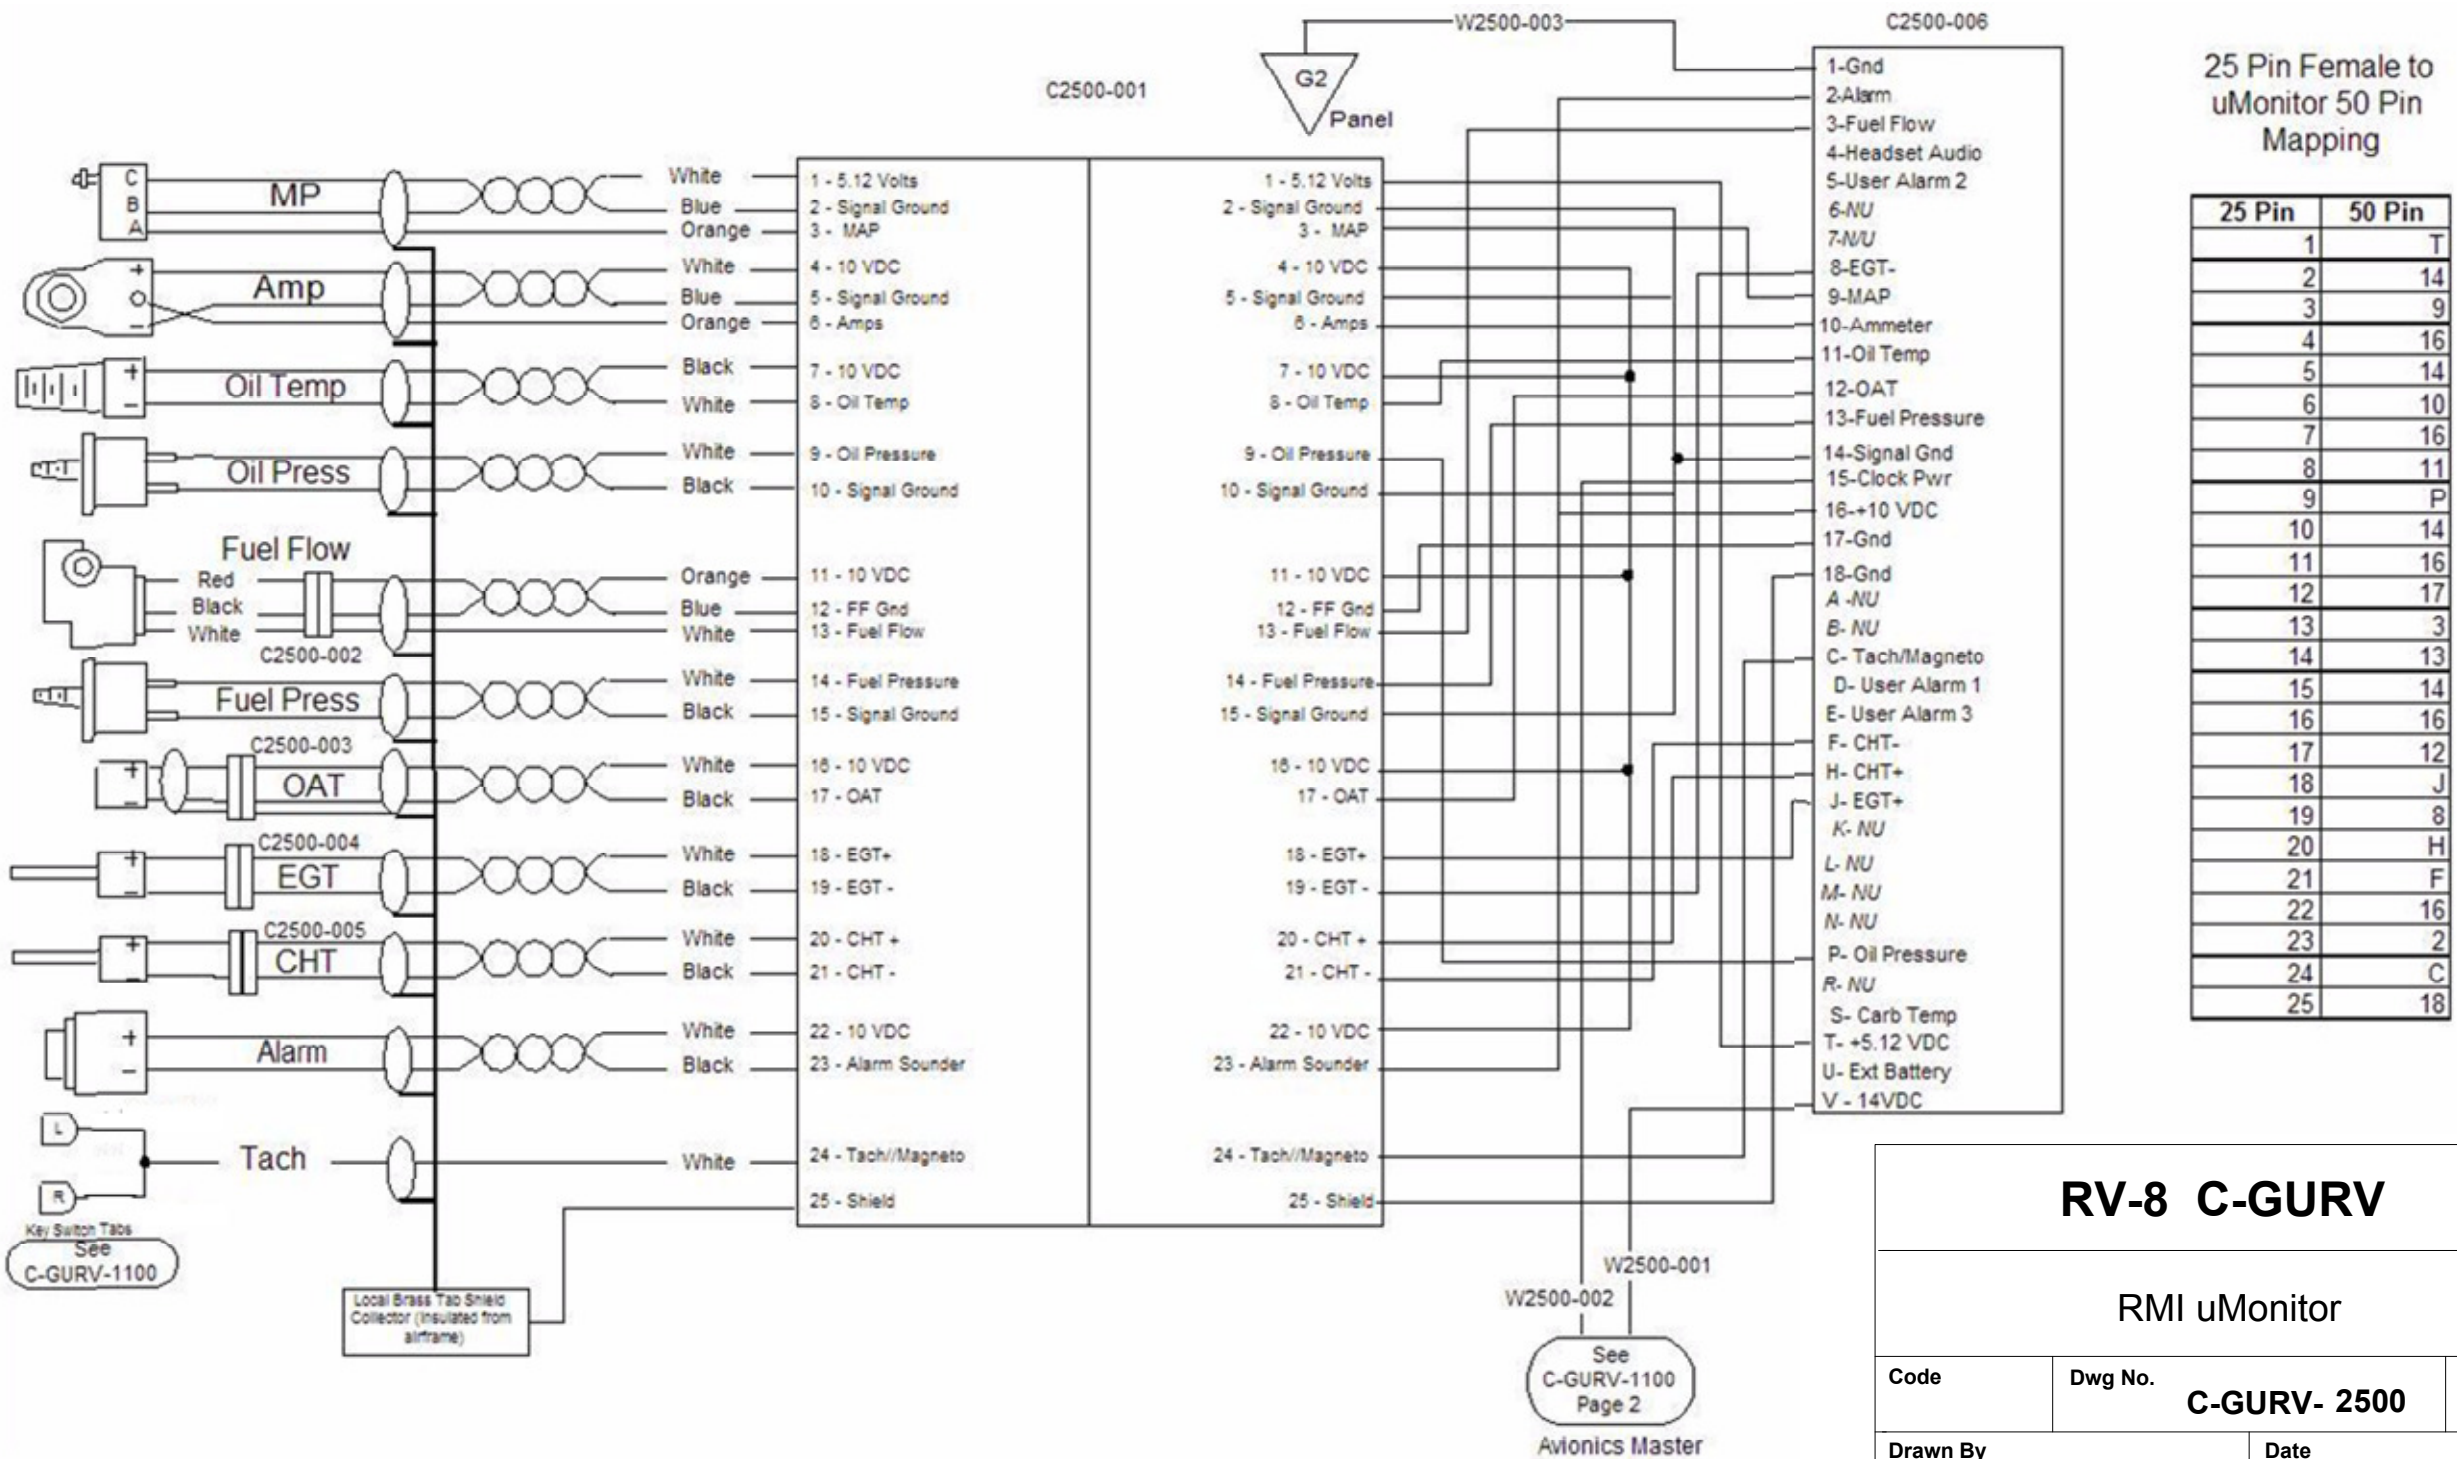 W2500-003
C2500-006
C2500-001
G2
Panel
25 Pin Female to
uMonitor 50 Pin
Mapping
C
B
A
MP
White
Blue
Orange
+
−
Amp
White
Blue
Orange
+
−
Oil Temp
Black
White
Oil Press
White
Black
Fuel Flow
Red
Black
White
C2500-002
Orange
Blue
White
Fuel Press
White
Black
C2500-003
+
−
OAT
White
Black
C2500-004
+
−
EGT
White
Black
C2500-005
+
−
CHT
White
Black
+
−
Alarm
White
Black
L
R
Tach
White
Key Switch Tabs
See
C-GURV-1100
Local Brass Tab Shield
Collector (Insulated from
airframe)
1 - 5.12 Volts
2 - Signal Ground
3 - MAP
4 - 10 VDC
5 - Signal Ground
6 - Amps
7 - 10 VDC
8 - Oil Temp
9 - Oil Pressure
10 - Signal Ground
11 - 10 VDC
12 - FF Gnd
13 - Fuel Flow
14 - Fuel Pressure
15 - Signal Ground
16 - 10 VDC
17 - OAT
18 - EGT+
19 - EGT -
20 - CHT +
21 - CHT -
22 - 10 VDC
23 - Alarm Sounder
24 - Tach//Magneto
25 - Shield
1 - 5.12 Volts
2 - Signal Ground
3 - MAP
4 - 10 VDC
5 - Signal Ground
6 - Amps
7 - 10 VDC
8 - Oil Temp
9 - Oil Pressure
10 - Signal Ground
11 - 10 VDC
12 - FF Gnd
13 - Fuel Flow
14 - Fuel Pressure
15 - Signal Ground
16 - 10 VDC
17 - OAT
18 - EGT+
19 - EGT -
20 - CHT +
21 - CHT -
22 - 10 VDC
23 - Alarm Sounder
24 - Tach//Magneto
25 - Shield
1-Gnd
2-Alarm
3-Fuel Flow
4-Headset Audio
5-User Alarm 2
6-NU
7-N/U
8-EGT-
9-MAP
10-Ammeter
11-Oil Temp
12-OAT
13-Fuel Pressure
14-Signal Gnd
15-Clock Pwr
16-+10 VDC
17-Gnd
18-Gnd
A -NU
B- NU
C- Tach/Magneto
D- User Alarm 1
E- User Alarm 3
F- CHT-
H- CHT+
J- EGT+
K- NU
L- NU
M- NU
N- NU
P- Oil Pressure
R- NU
S- Carb Temp
T- +5.12 VDC
U- Ext Battery
V - 14VDC
25 Pin 50 Pin
1 T
2 14
3 9
4 16
5 14
6 10
7 16
8 11
9 P
10 14
11 16
12 17
13 3
14 13
15 14
16 16
17 12
18 J
19 8
20 H
21 F
22 16
23 2
24 C
25 18
W2500-001
W2500-002
See
C-GURV-1100
Page 2
Avionics Master
RV-8 C-GURV
RMI uMonitor
Code
Dwg No.
C-GURV- 2500
Drawn By
Date